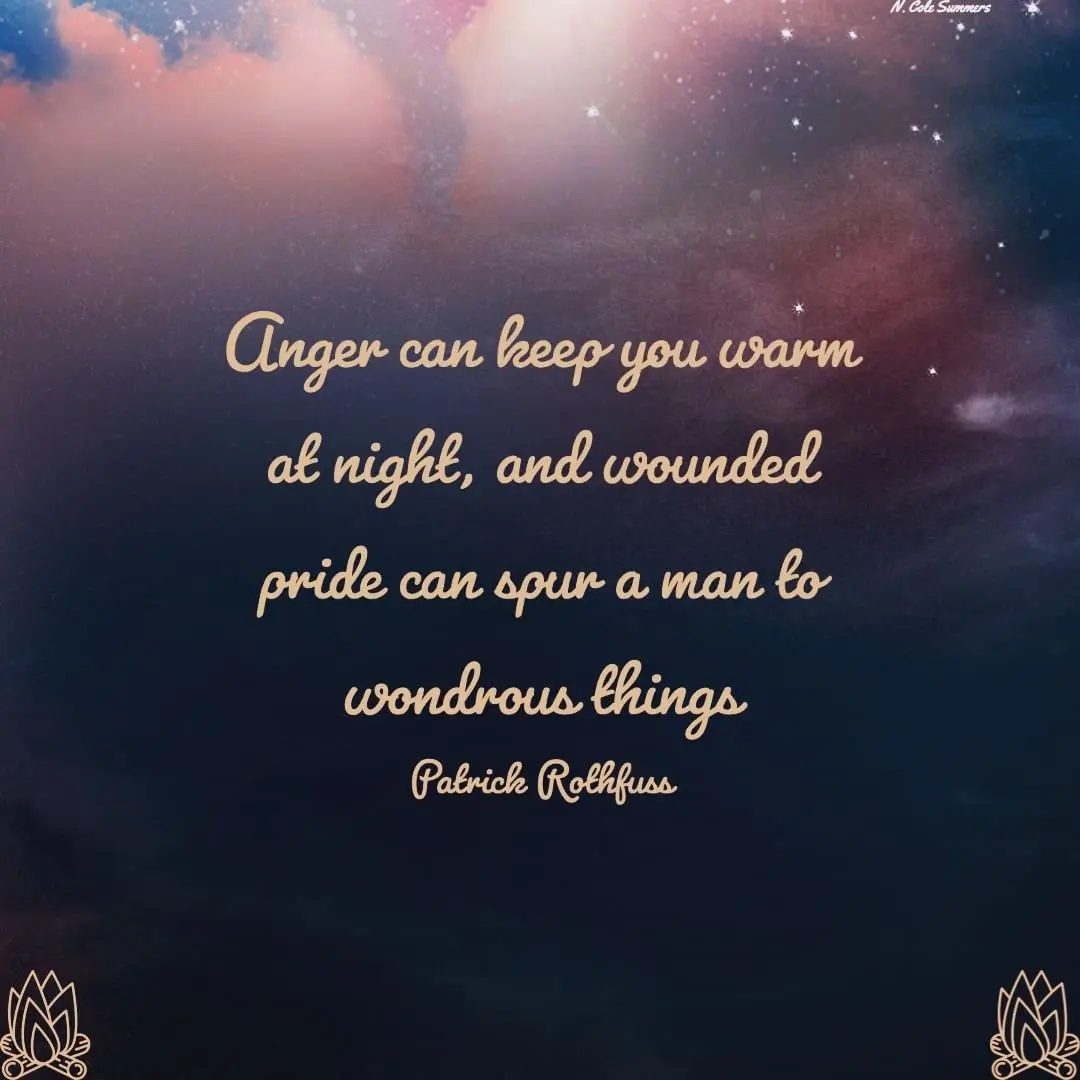 N. Cole Summers
Anger can keep you warm
at night, and wounded
pride can spur a man to
wondrous things
Patrick Rothfuss